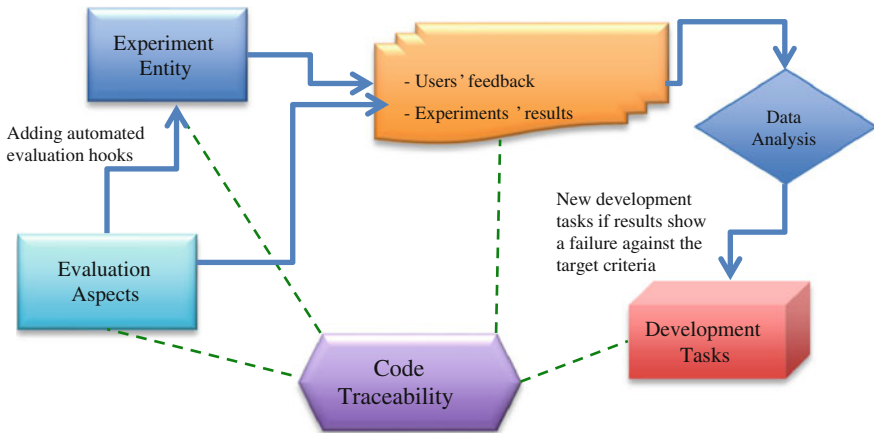 Experiment
Entity
- Users' feedback
- Experiments 'results
Data
Analysis
Adding automated
evaluation hooks
New development
tasks if results show
a failure against the
target criteria
Evaluation
Aspects
Development
Tasks
Code
Traceability